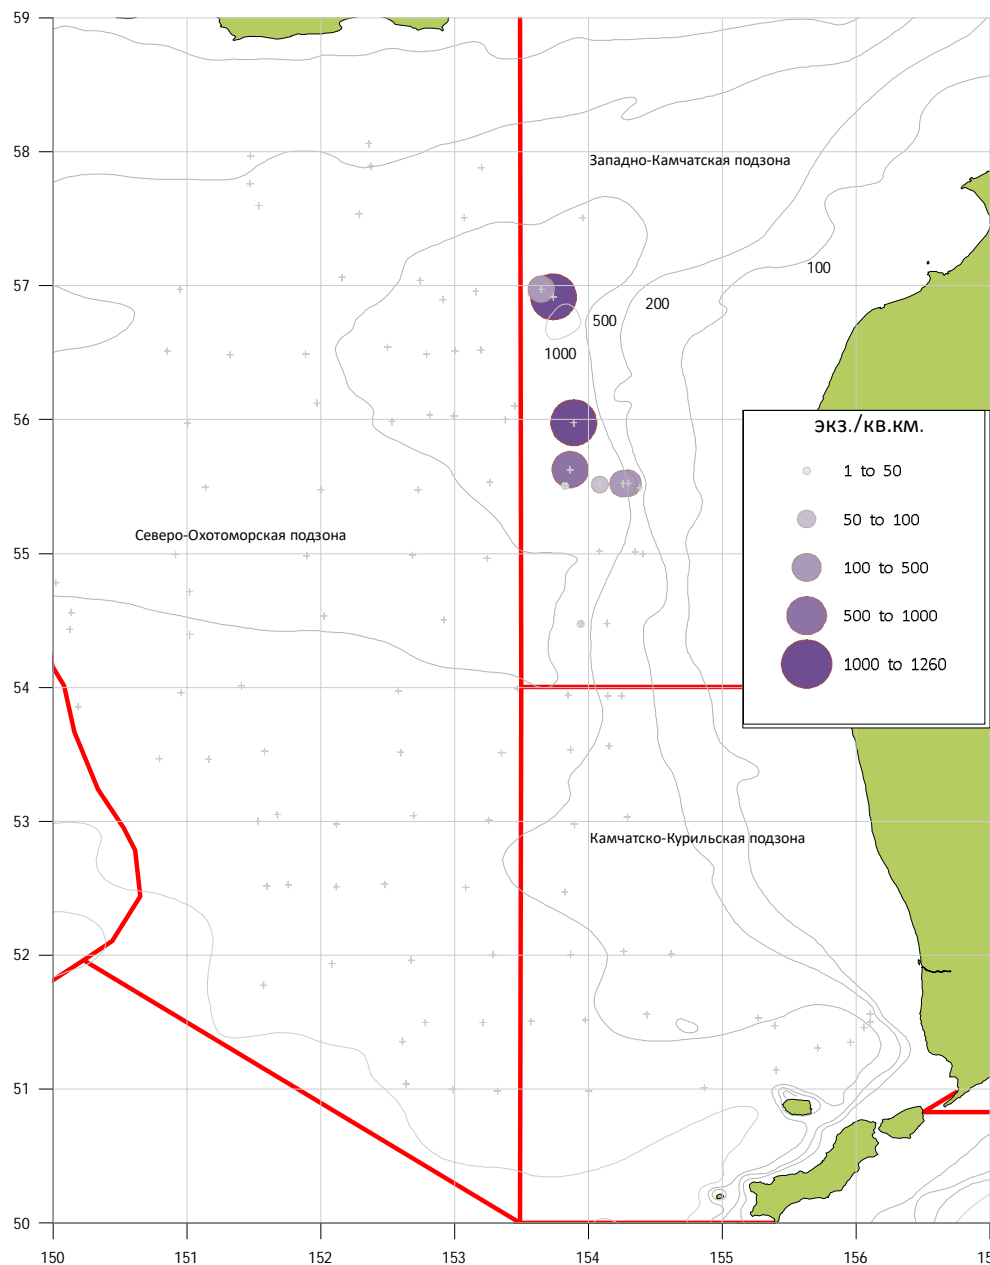 59
58
Западно-Камчатская подзона
100
57
200
500
1000
56
экз./кв.км.
1 to 50
50 to 100
Северо-Охотоморская подзона
55
100 to 500
500 to 1000
1000 to 1260
54
53
Камчатско-Курильская подзона
52
51
50
150 151 152 153 154 155 156